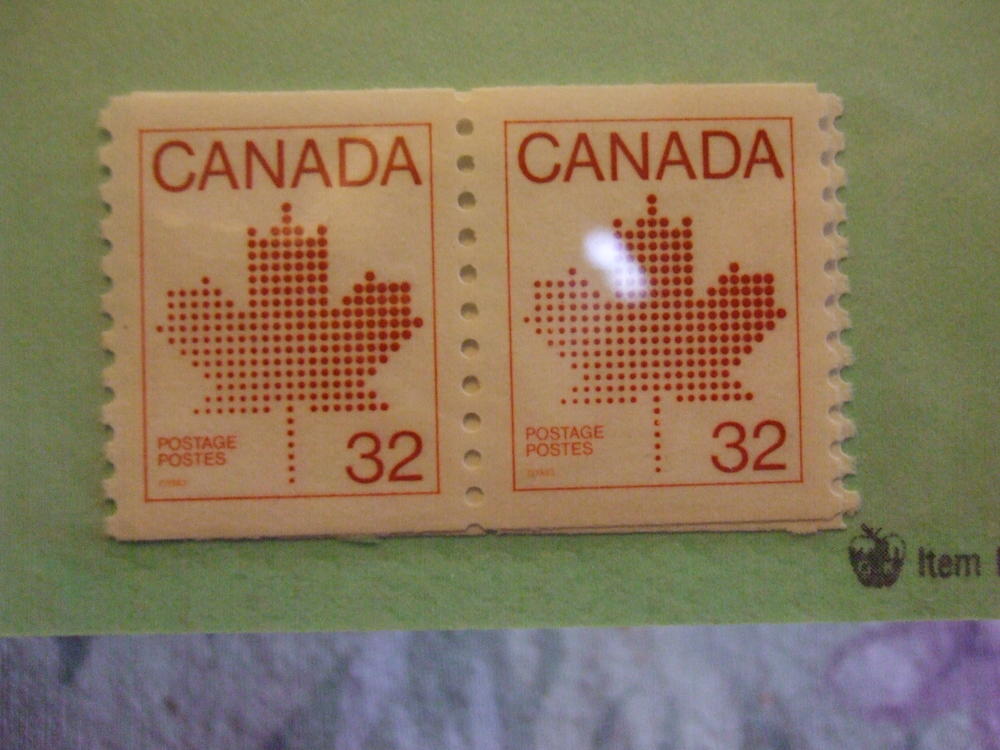 CANADA
POSTAGE
POSTES
32
CANADA
POSTAGE
POSTES
32
Item